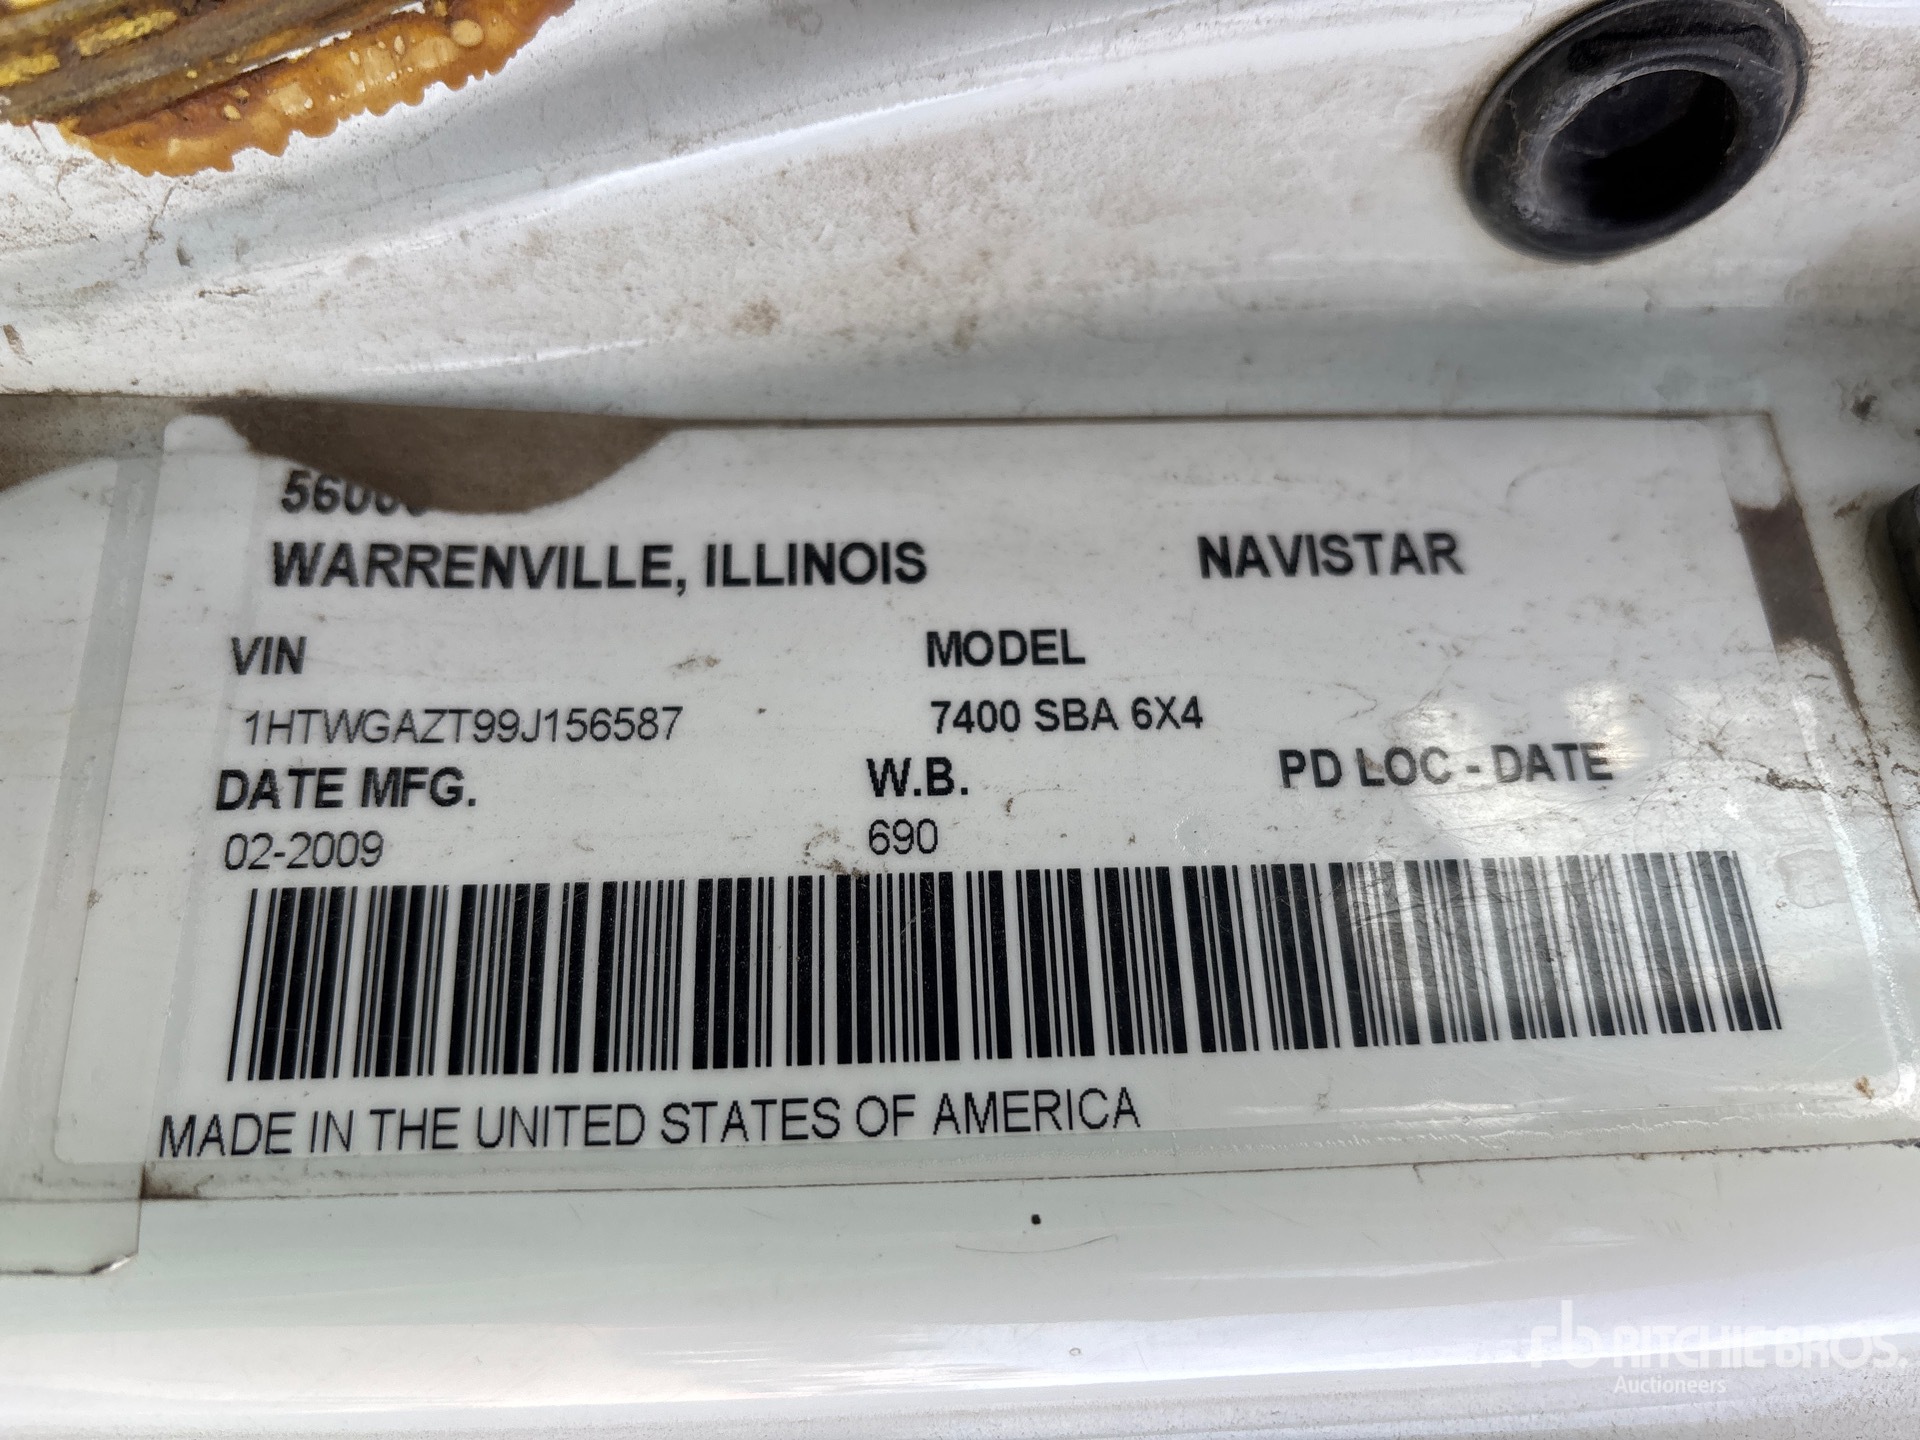 WARRENVILLE, ILLINOIS NAVISTAR
VIN MODEL
1HTWGAZT99J156587 7400 SBA 6X4
DATE MFG. W.B. PD LOC - DATE
02-2009 690
MADE IN THE UNITED STATES OF AMERICA
rb RITCHIE BROS.
Auctioneers